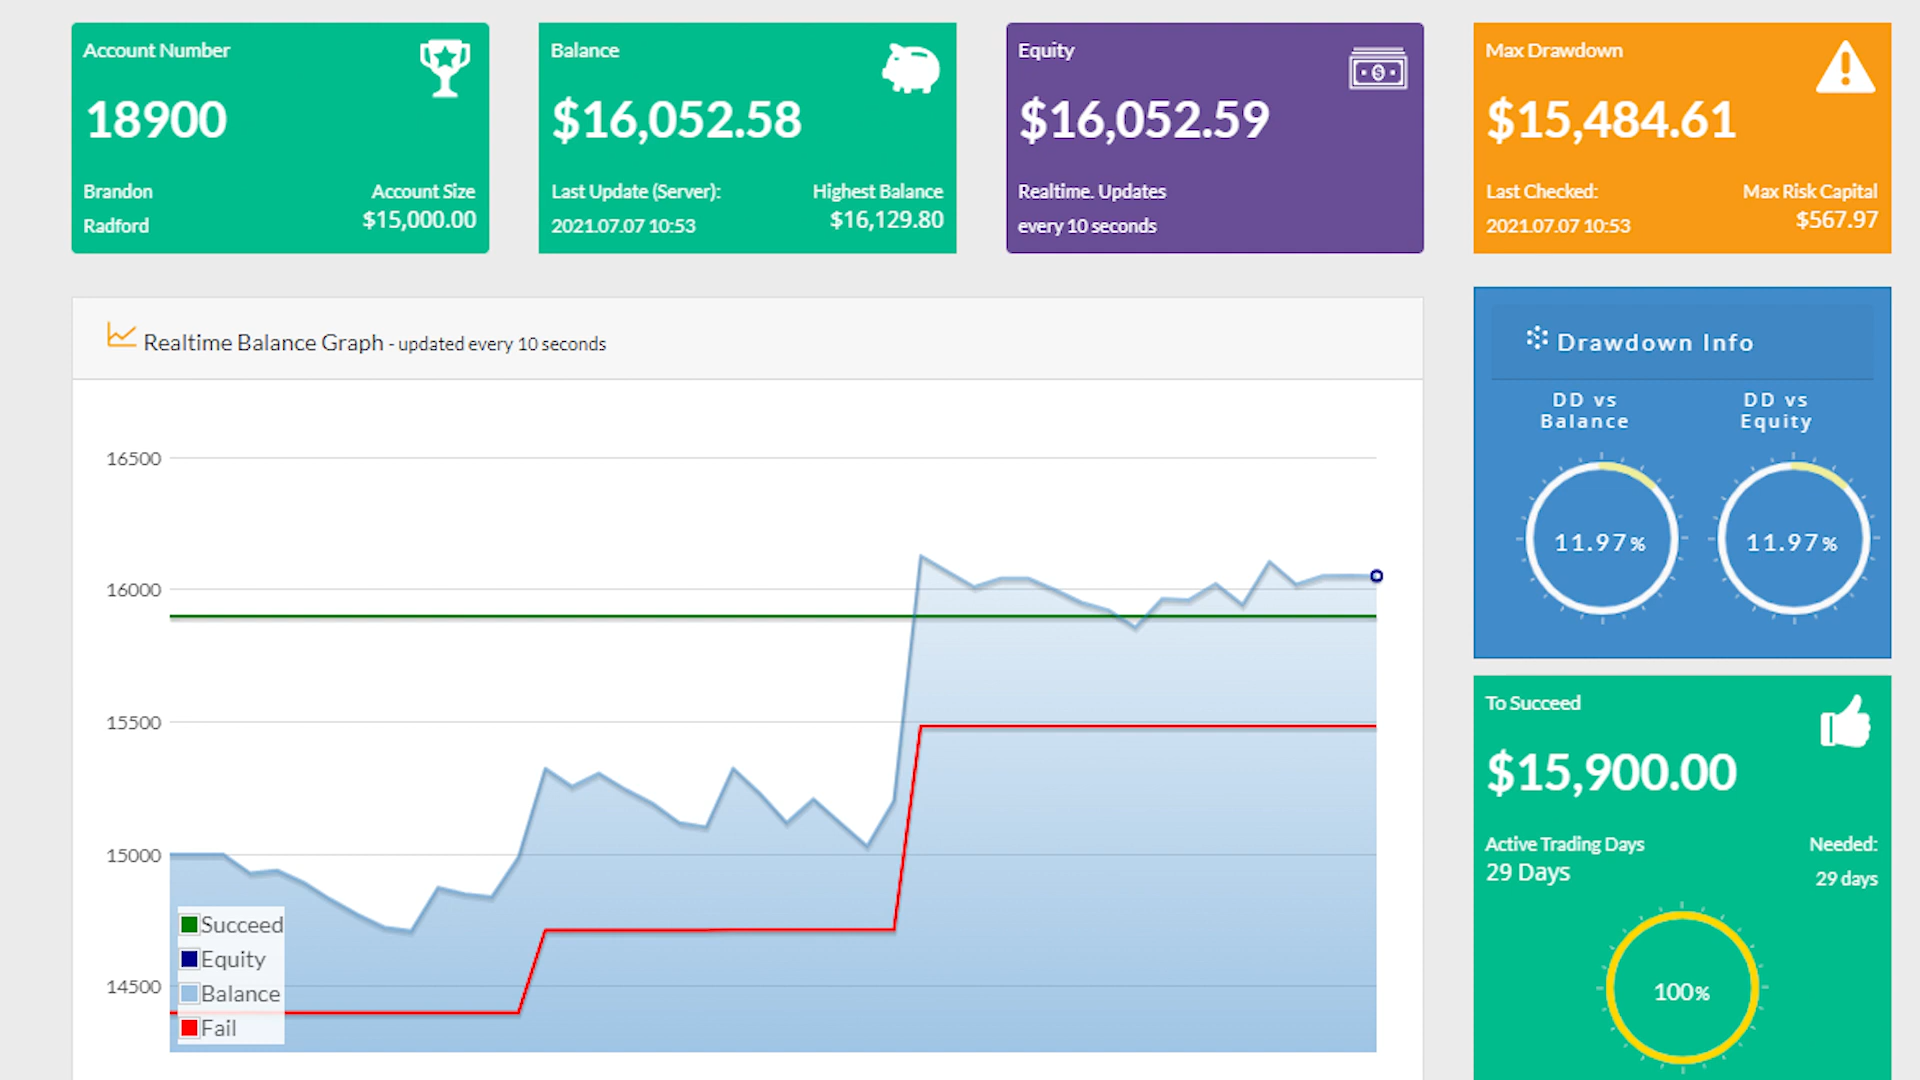 Account Number
18900
Brandon
Radford
Account Size
$15,000.00
Balance
$16,052.58
Last Update (Server):
2021.07.07 10:53
Highest Balance
$16,129.80
Equity
$16,052.59
Realtime. Updates
every 10 seconds
Max Drawdown
$15,484.61
Last Checked:
2021.07.07 10:53
Max Risk Capital
$567.97
Realtime Balance Graph - updated every 10 seconds
16500
16000
15500
15000
14500
Succeed
Equity
Balance
Fail
Drawdown Info
DD vs
Balance
DD vs
Equity
11.97%
11.97%
To Succeed
$15,900.00
Active Trading Days
29 Days
Needed:
29 days
100%